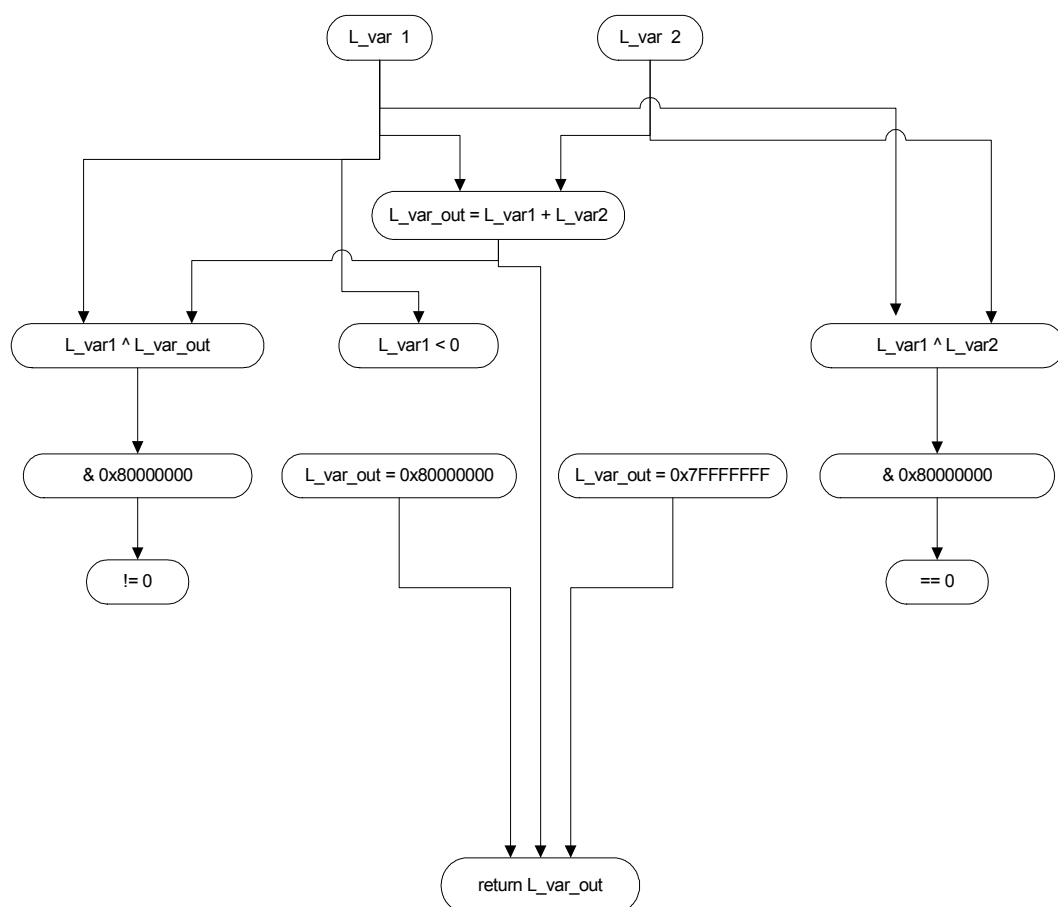 L_var 1
L_var 2
L_var_out = L_var1 + L_var2
L_var1 ^ L_var_out
L_var1 < 0
L_var1 ^ L_var2
& 0x80000000
L_var_out = 0x80000000
L_var_out = 0x7FFFFFFF
& 0x80000000
!= 0
== 0
return L_var_out